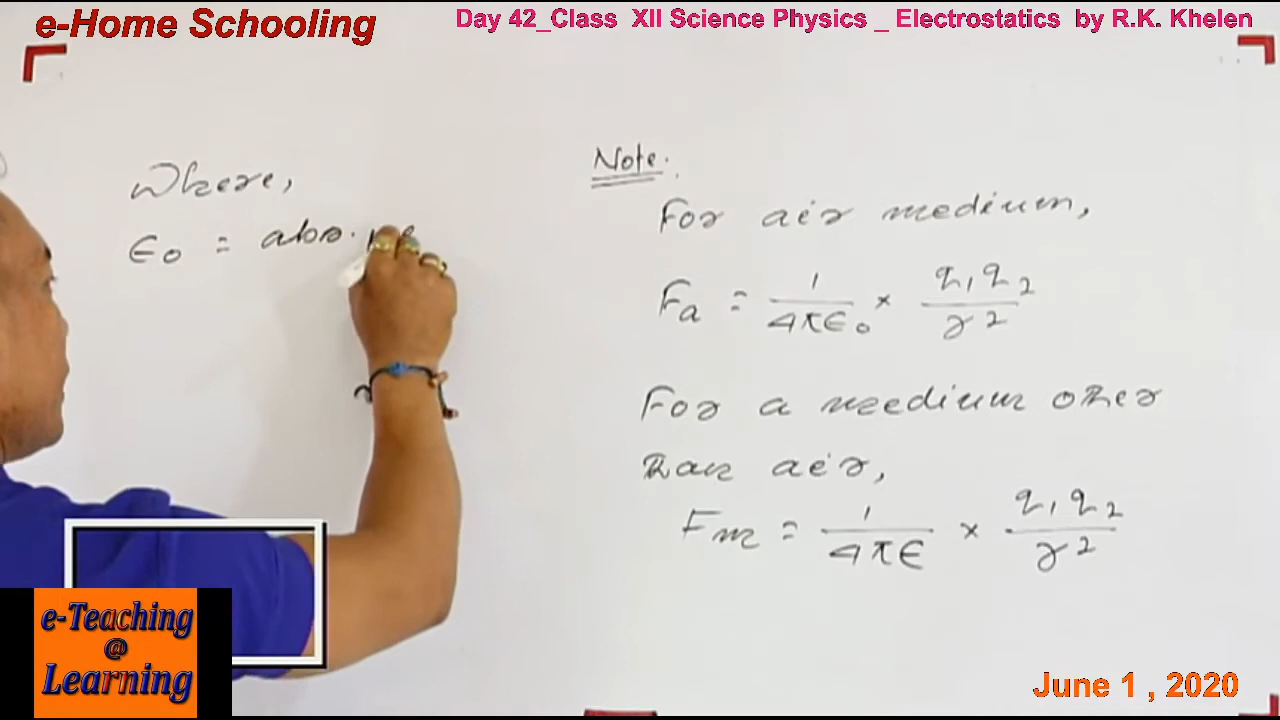 e-Home Schooling
Day 42_Class XII Science Physics _ Electrostatics by R.K. Khelen
Where,
ϵ₀ = abs.
Note.
For air medium,
Fₐ = 1/4πϵ₀ × q₁q₂/r²
For a medium other
than air,
Fₘ = 1/4πϵ × q₁q₂/r²
e-Teaching
@
Learning
June 1 , 2020